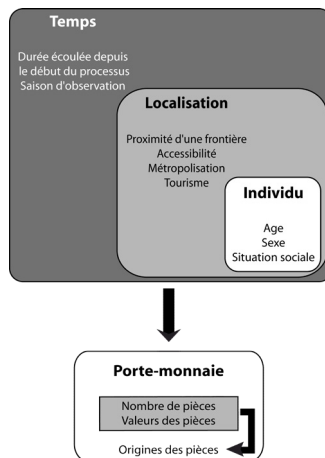 Temps
Durée écoulée depuis
le début du processus
Saison d'observation
Localisation
Proximité d'une frontière
Accessibilité
Métropolisation
Tourisme
Individu
Age
Sexe
Situation sociale
Porte-monnaie
Nombre de pièces
Valeurs des pièces
Origines des pièces